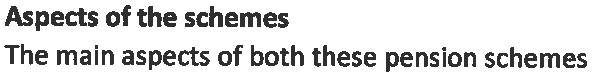 Aspects of the schemes
The main aspects of both these pension schemes